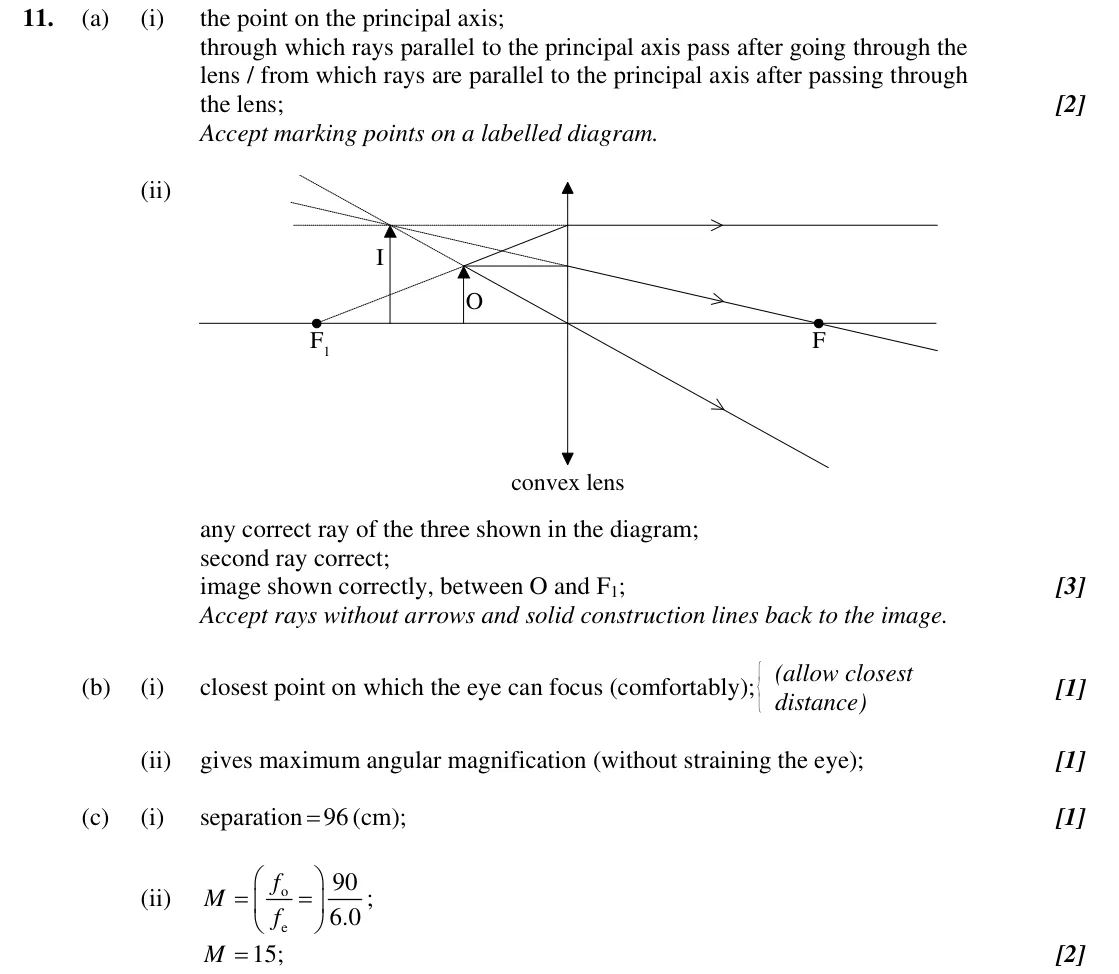 11. (a) (i) the point on the principal axis;
through which rays parallel to the principal axis pass after going through the
lens / from which rays are parallel to the principal axis after passing through
the lens; [2]
Accept marking points on a labelled diagram.
(ii)
I
O
F₁ F
convex lens
any correct ray of the three shown in the diagram;
second ray correct;
image shown correctly, between O and F₁; [3]
Accept rays without arrows and solid construction lines back to the image.
(b) (i) closest point on which the eye can focus (comfortably); { (allow closest
distance) [1]
(ii) gives maximum angular magnification (without straining the eye); [1]
(c) (i) separation = 96 (cm); [1]
(ii) M = (fₒ/fₑ =) 90/6.0;
M = 15; [2]